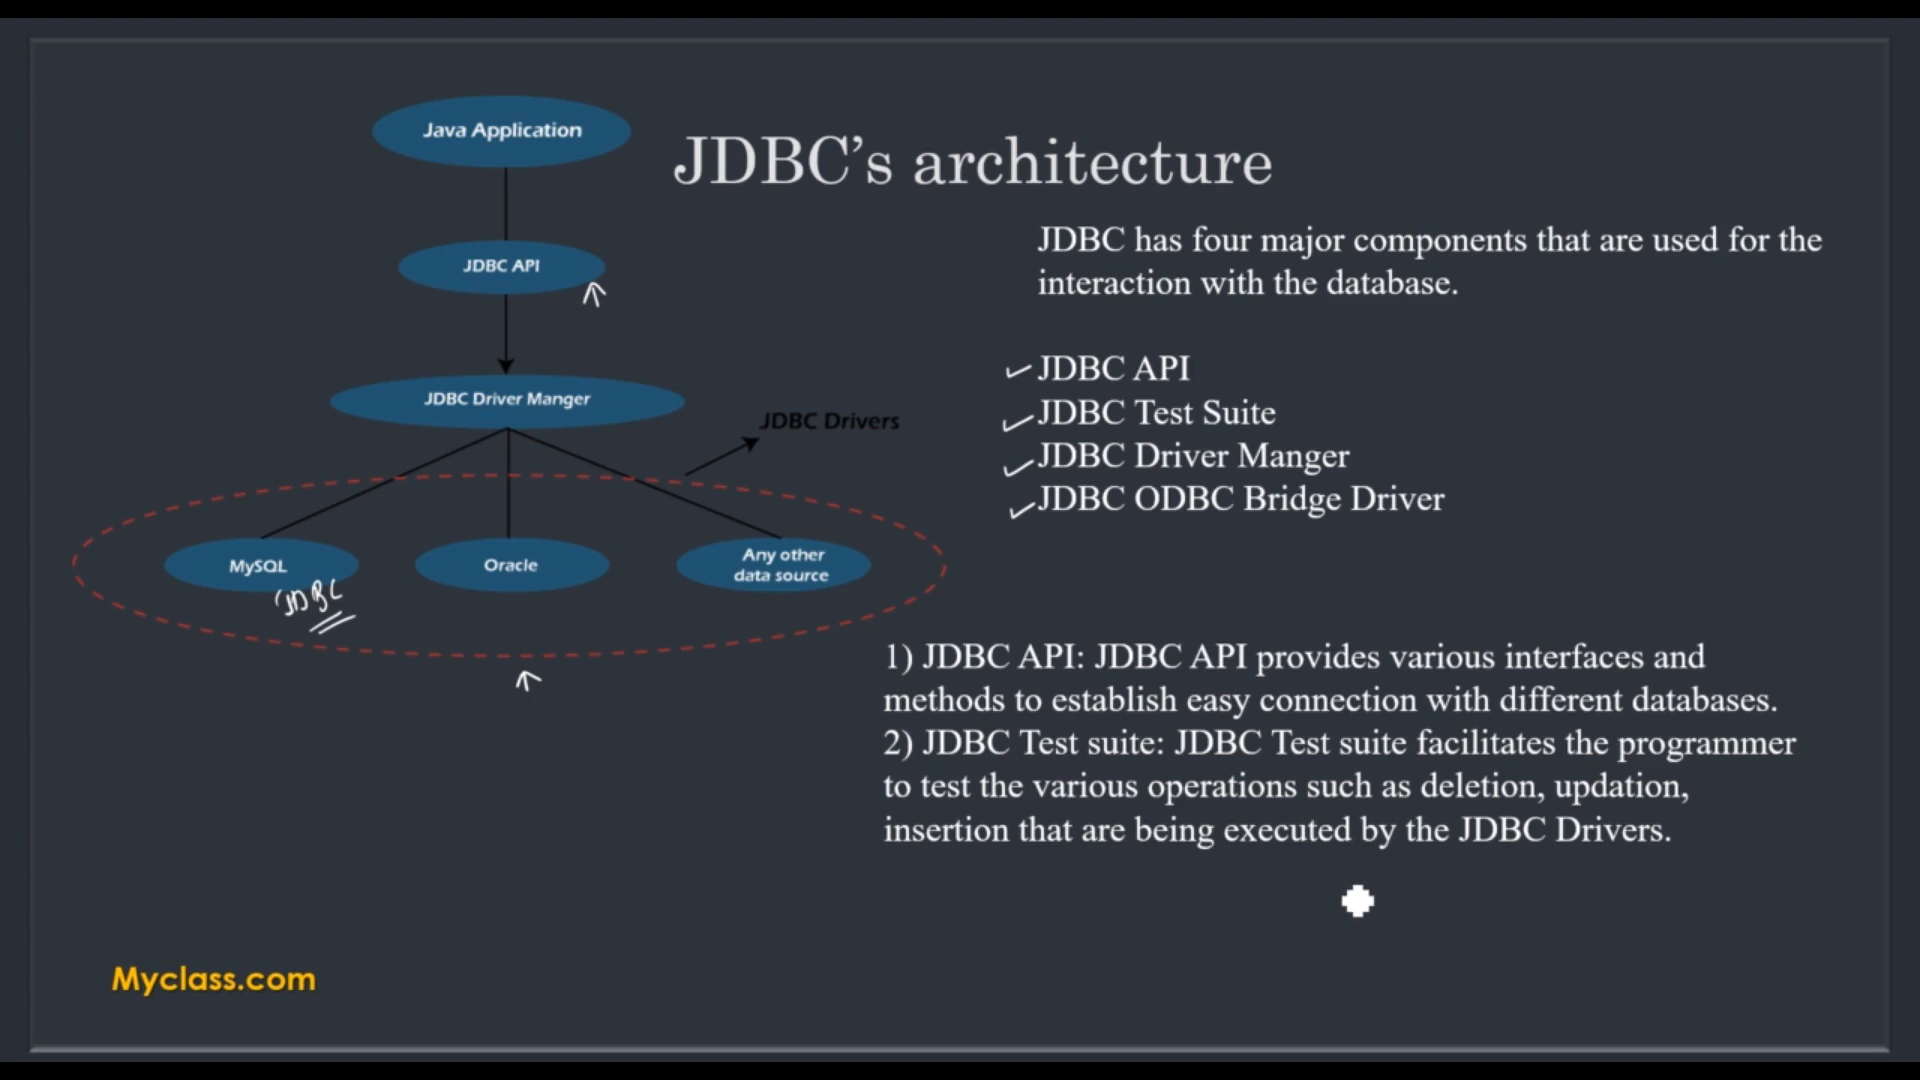 Java Application
JDBC's architecture
JDBC API
JDBC Driver Manger
JDBC Drivers
MySQL
JDBC
Oracle
Any other
data source
JDBC has four major components that are used for the
interaction with the database.
JDBC API
JDBC Test Suite
JDBC Driver Manger
JDBC ODBC Bridge Driver
1) JDBC API: JDBC API provides various interfaces and
methods to establish easy connection with different databases.
2) JDBC Test suite: JDBC Test suite facilitates the programmer
to test the various operations such as deletion, updation,
insertion that are being executed by the JDBC Drivers.
Myclass.com